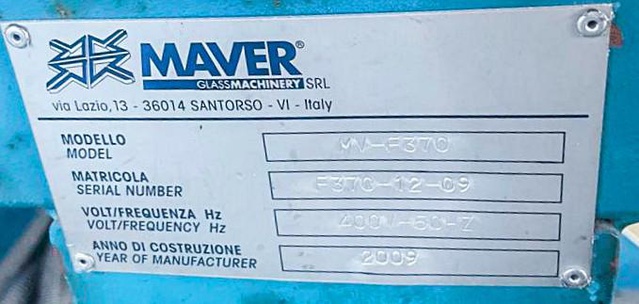 MAVER®
GLASSMACHINERY SRL
via Lazio,13 - 36014 SANTORSO - VI - Italy
MODELLO
MODEL
MV-F370
MATRICOLA
SERIAL NUMBER
F370-12-09
VOLT/FREQUENZA Hz
VOLT/FREQUENCY Hz
400V-50-Z
ANNO DI COSTRUZIONE
YEAR OF MANUFACTURER
2009